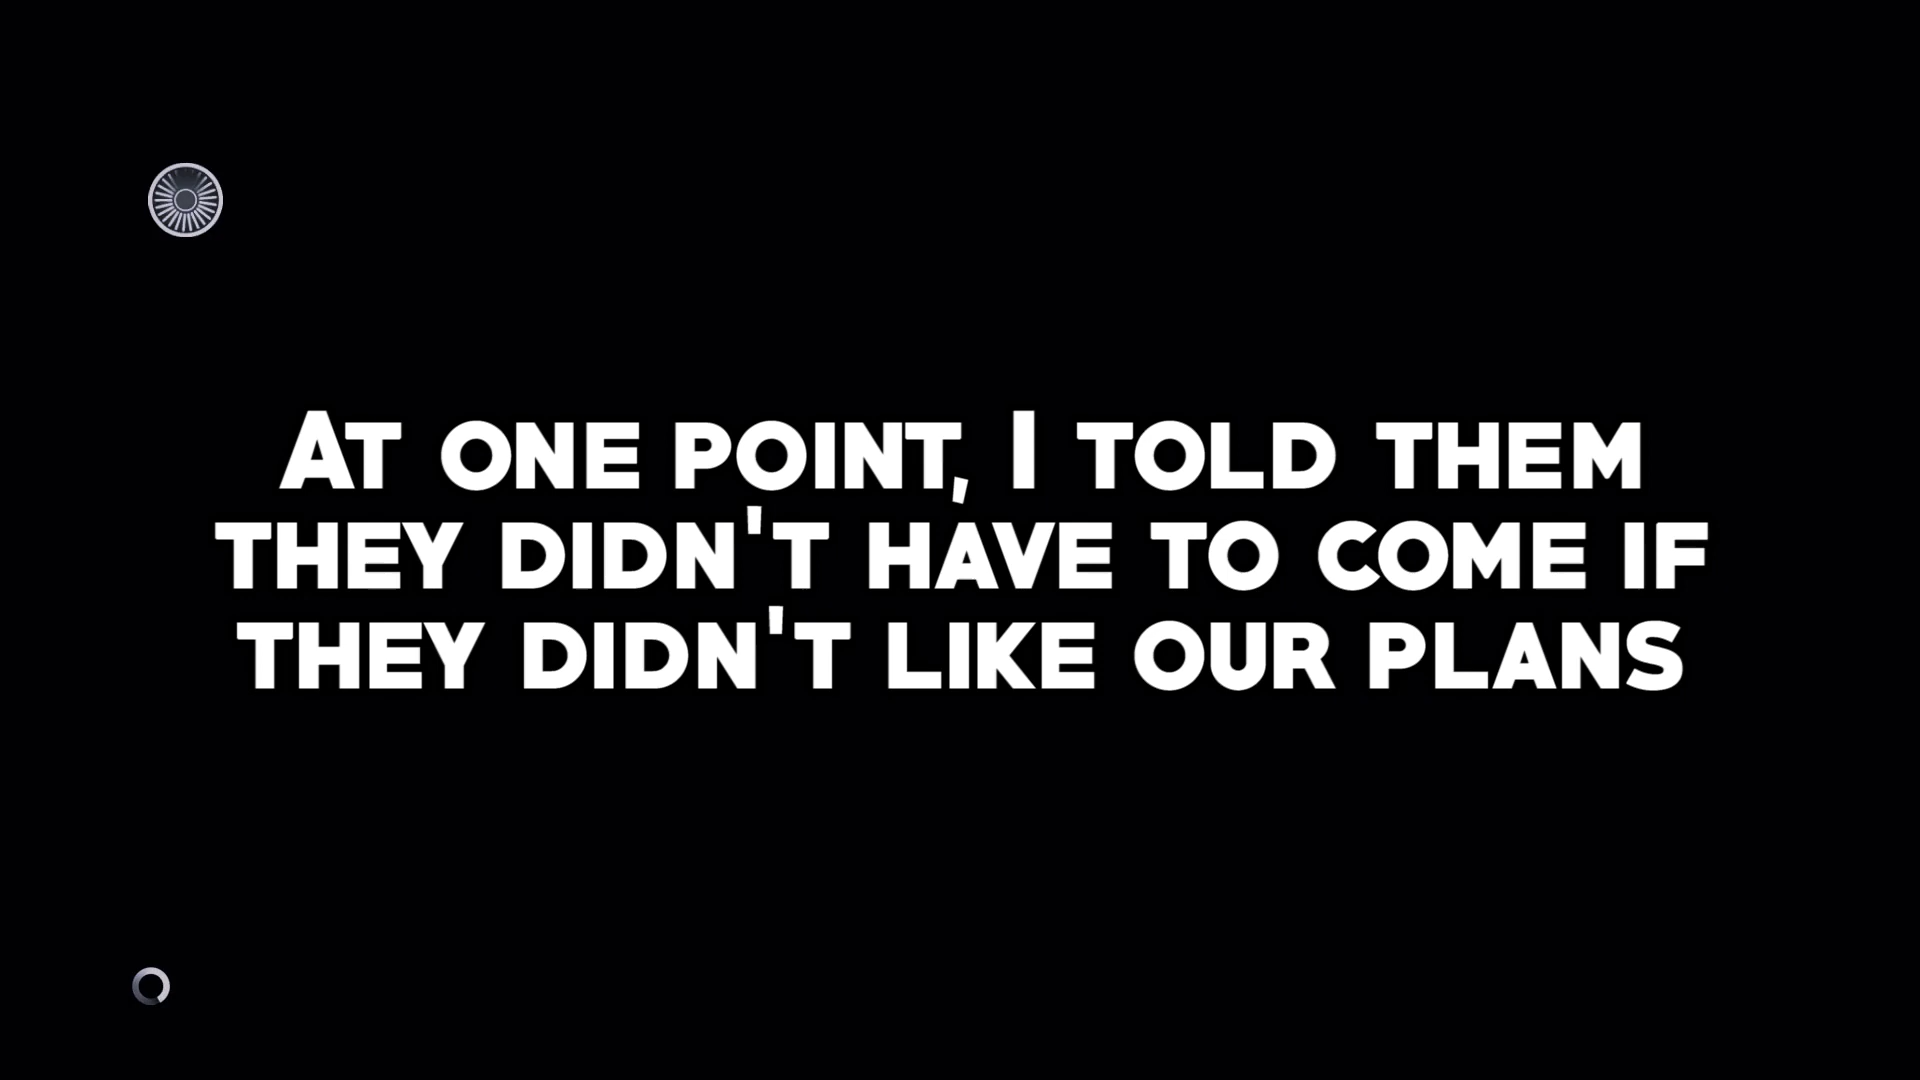 At one point, I told them
they didn't have to come if
they didn't like our plans